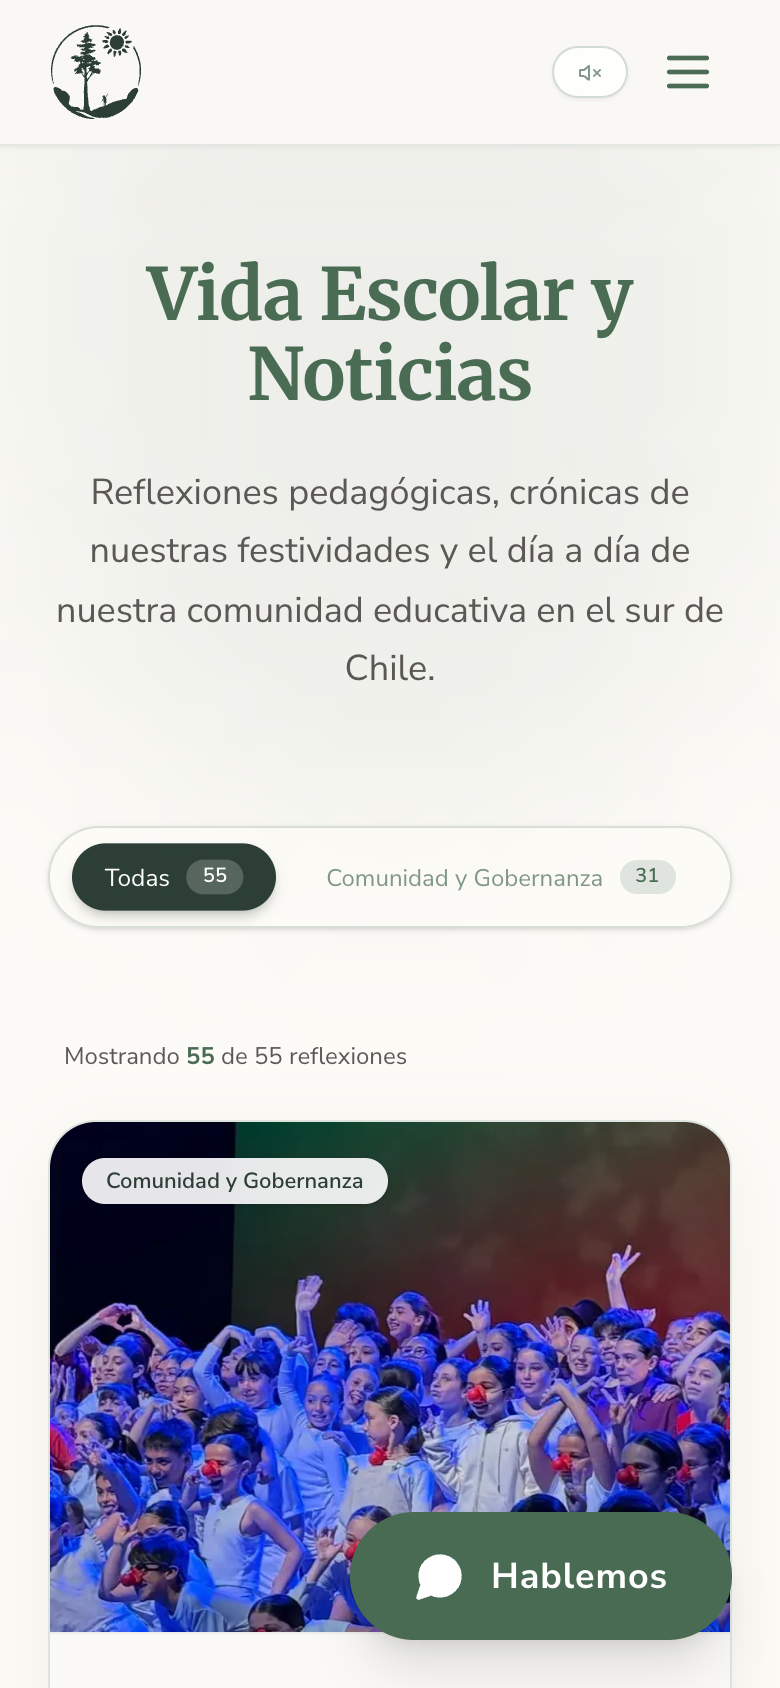 Vida Escolar y
Noticias
Reflexiones pedagógicas, crónicas de
nuestras festividades y el día a día de
nuestra comunidad educativa en el sur de
Chile.
Todas 55 Comunidad y Gobernanza 31
Mostrando 55 de 55 reflexiones
Comunidad y Gobernanza
Hablemos